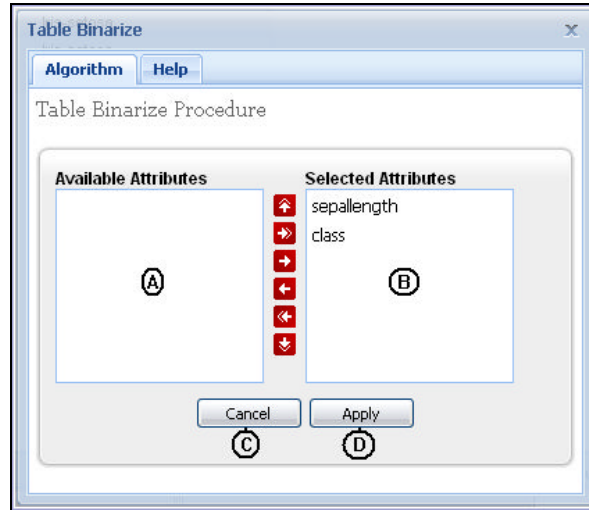 Table Binarize
x
Algorithm Help
Table Binarize Procedure
Available Attributes Selected Attributes
sepallength
class
A B
Cancel Apply
C D